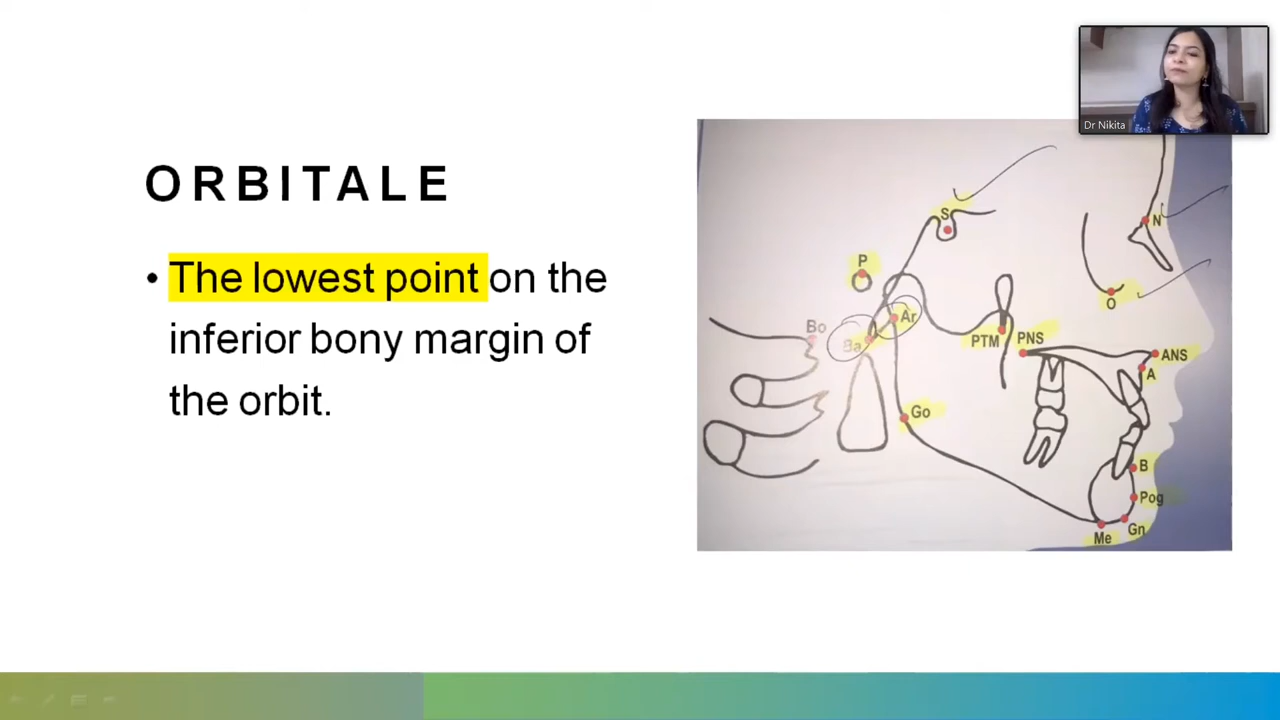 Dr Nikita
ORBITALE
• The lowest point on the
inferior bony margin of
the orbit.
S
N
P
O
Ar
Bo
Ba
PTM
PNS
ANS
A
Go
B
Pog
Gn
Me